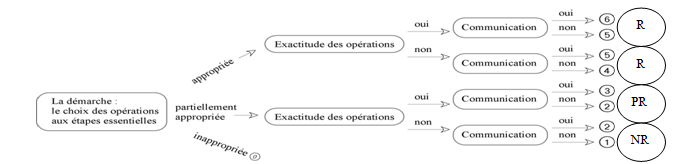 oui
Communication
oui
6
R
non
5
appropriée
Exactitude des opérations
non
Communication
oui
5
R
non
4
La démarche :
le choix des opérations
aux étapes essentielles
partiellement
appropriée
Exactitude des opérations
oui
Communication
oui
3
PR
non
2
non
Communication
oui
2
NR
non
1
inappropriée
0